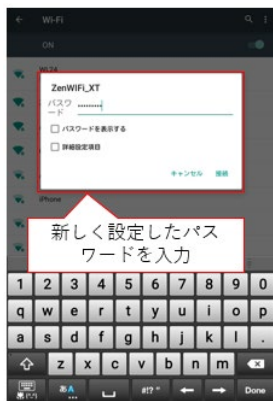 Wi-Fi
ON
WL24
ZenWIFi_XT
パスワ
ード
パスワードを表示する
詳細設定項目
キャンセル 接続
iPhone
新しく設定したパス
ワードを入力
1 2 3 4 5 6 7 8 9 0
q w e r t y u i o p
a s d f g h j k l .
z x c v b n m
あA #!? Done